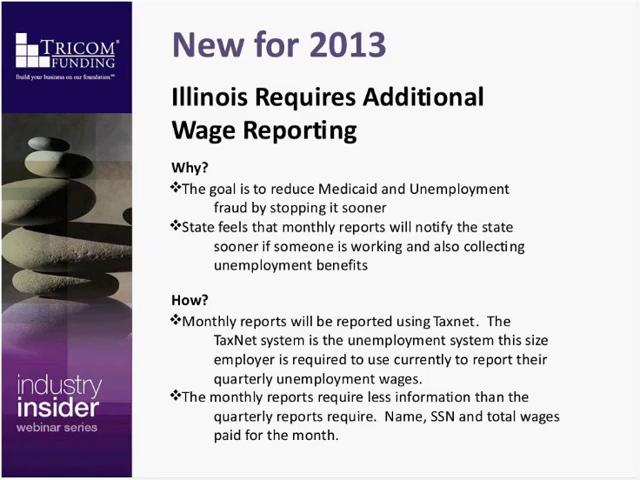 TRICOM®
FUNDING
Build your business on our foundation.℠
New for 2013
Illinois Requires Additional
Wage Reporting
Why?
❖The goal is to reduce Medicaid and Unemployment
fraud by stopping it sooner
❖State feels that monthly reports will notify the state
sooner if someone is working and also collecting
unemployment benefits
How?
❖Monthly reports will be reported using Taxnet.  The
TaxNet system is the unemployment system this size
employer is required to use currently to report their
quarterly unemployment wages.
❖The monthly reports require less information than the
quarterly reports require.  Name, SSN and total wages
paid for the month.
industry
insider
webinar series